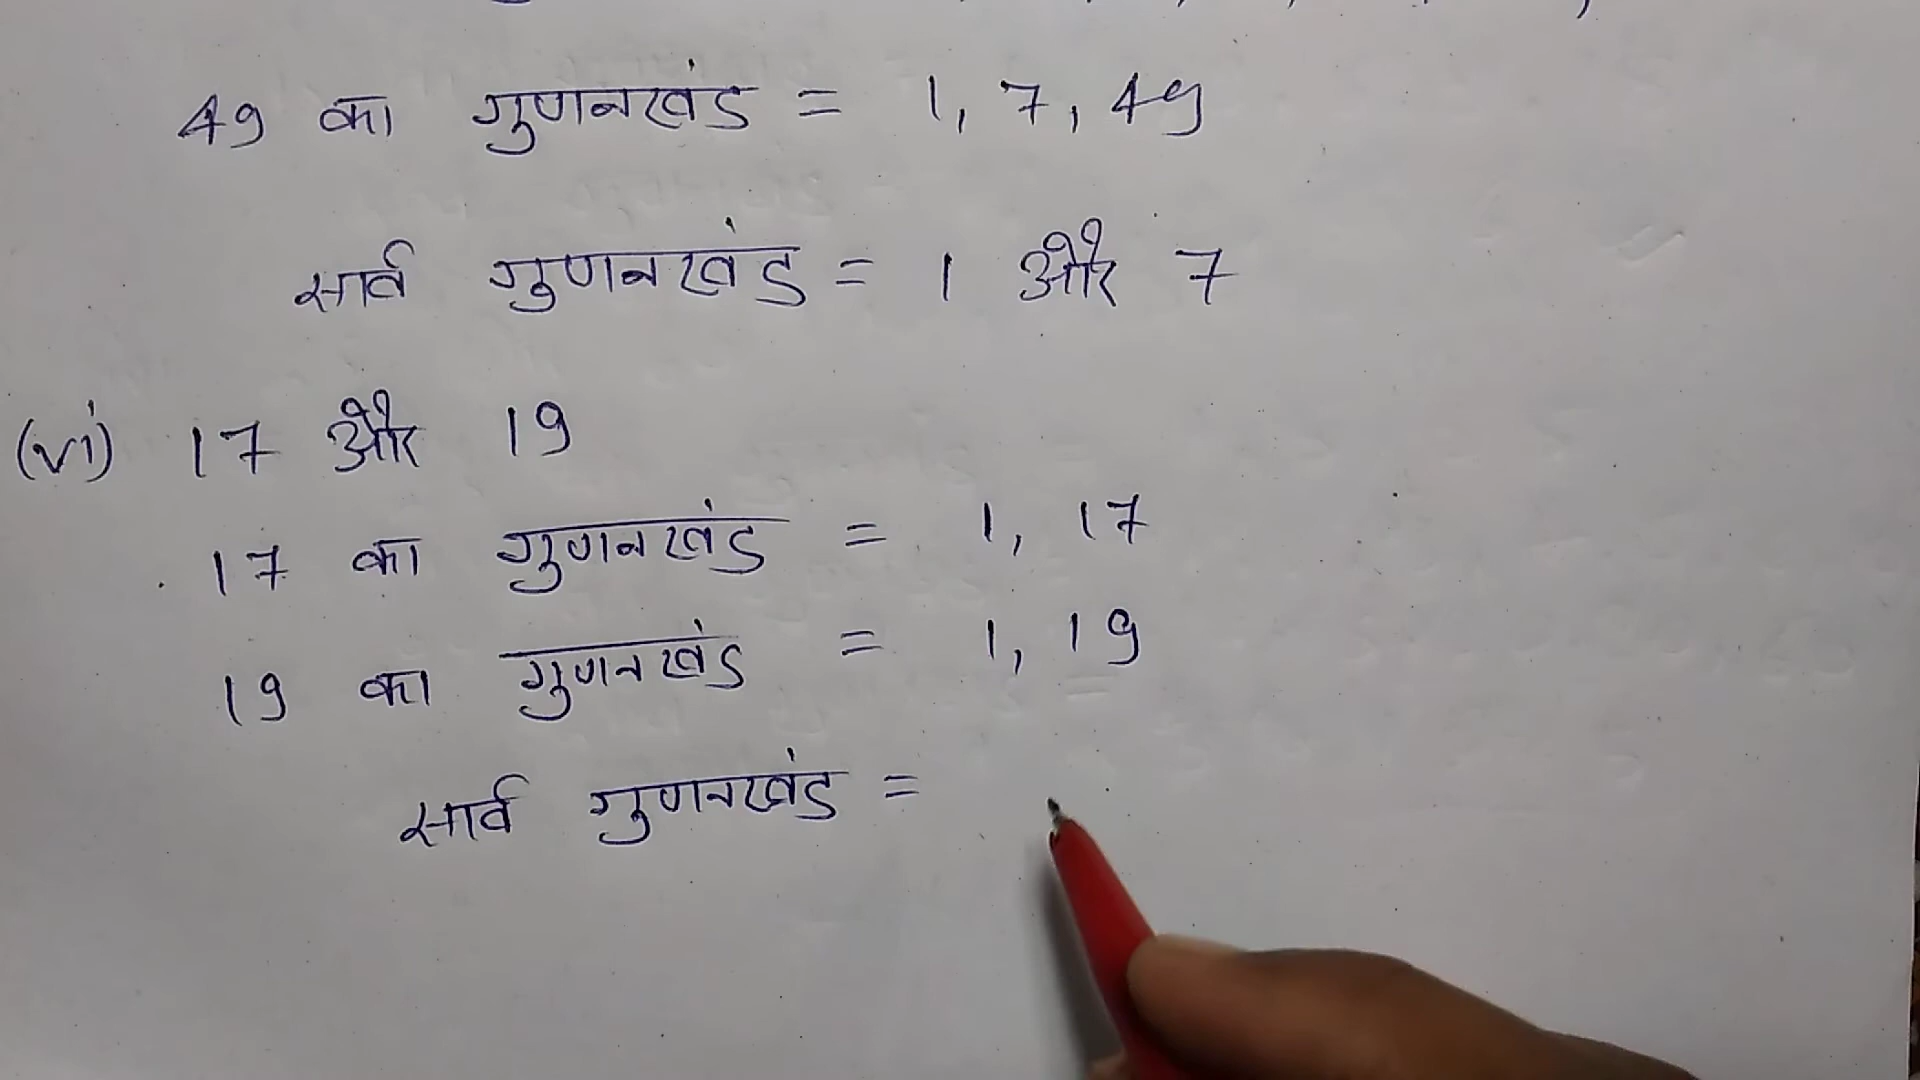 49 का गुणनखंड = 1, 7, 49
सार्व गुणनखंड = 1 और 7
(vi) 17 और 19
17 का गुणनखंड = 1, 17
19 का गुणनखंड = 1, 19
सार्व गुणनखंड =